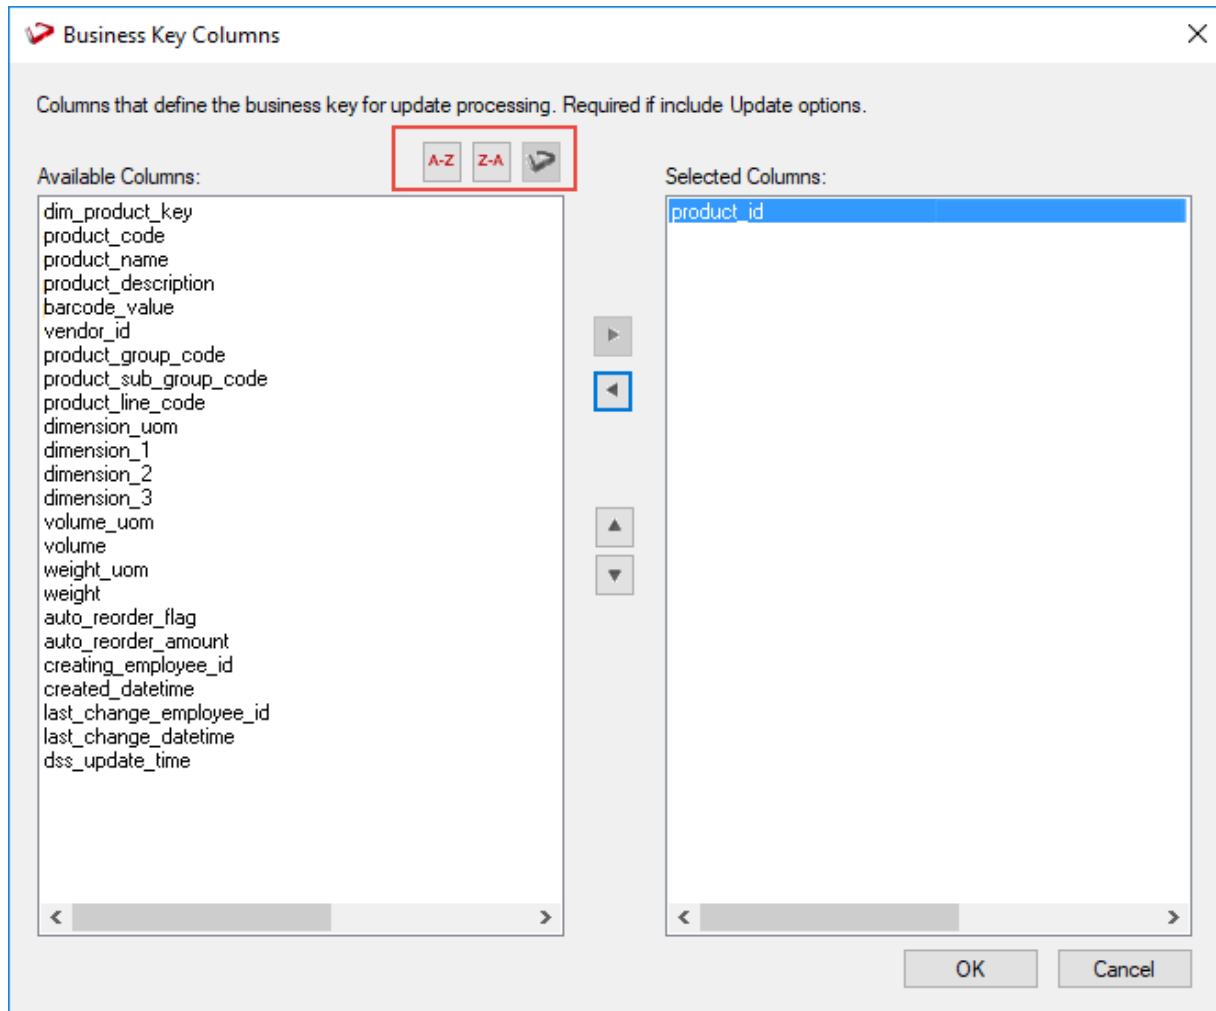 Business Key Columns
Columns that define the business key for update processing. Required if include Update options.
A-Z Z-A
Available Columns:
dim_product_key
product_code
product_name
product_description
barcode_value
vendor_id
product_group_code
product_sub_group_code
product_line_code
dimension_uom
dimension_1
dimension_2
dimension_3
volume_uom
volume
weight_uom
weight
auto_reorder_flag
auto_reorder_amount
creating_employee_id
created_datetime
last_change_employee_id
last_change_datetime
dss_update_time
Selected Columns:
product_id
OK
Cancel